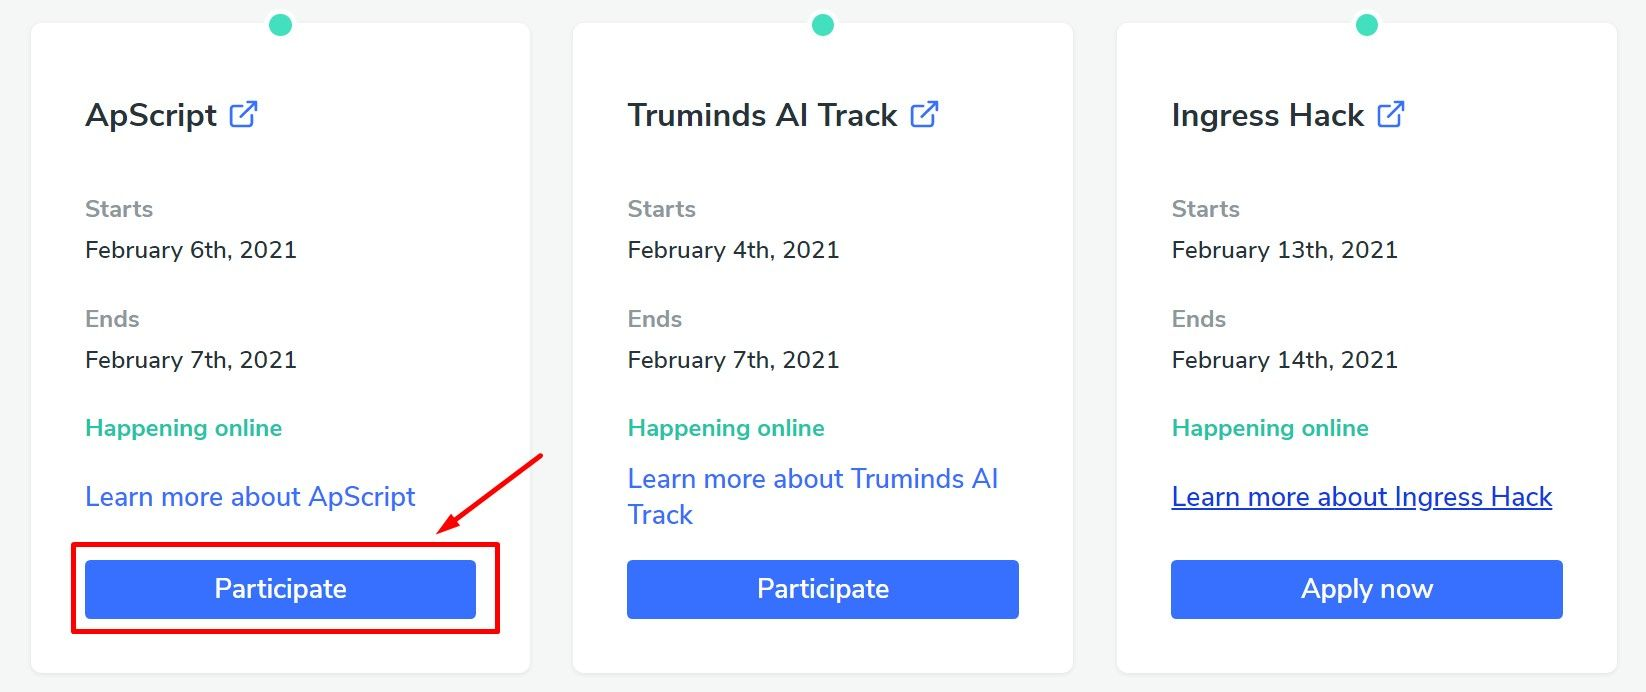 ApScript
Starts
February 6th, 2021
Ends
February 7th, 2021
Happening online
Learn more about ApScript
Participate
Truminds AI Track
Starts
February 4th, 2021
Ends
February 7th, 2021
Happening online
Learn more about Truminds AI
Track
Participate
Ingress Hack
Starts
February 13th, 2021
Ends
February 14th, 2021
Happening online
Learn more about Ingress Hack
Apply now